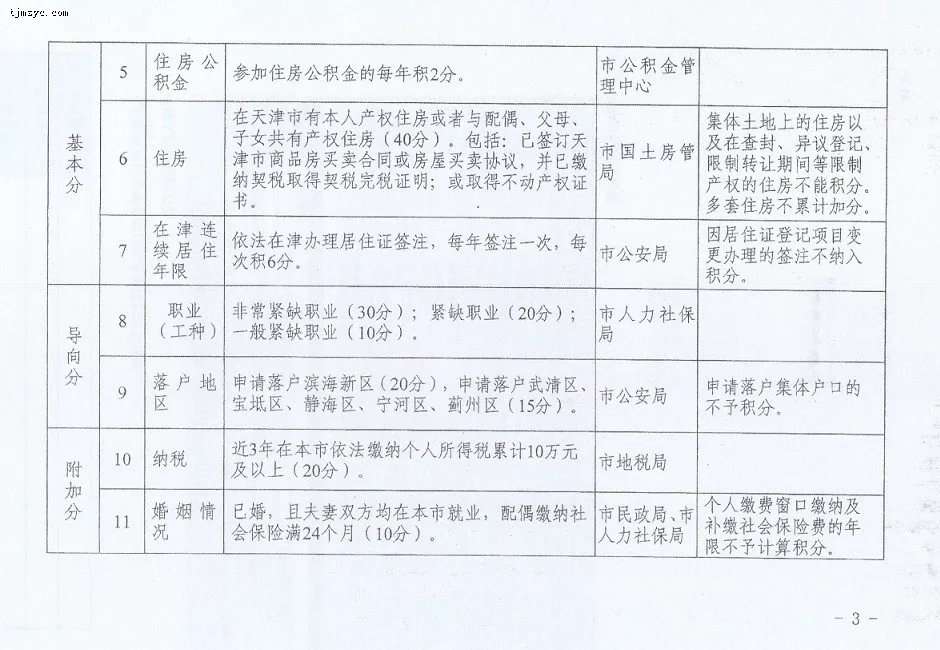 tjmsyc.com
基本分
5
住房公
积金
参加住房公积金的每年积2分。
市公积金管
理中心
6
住房
在天津市有本人产权住房或者与配偶、父母、
子女共有产权住房（40分）。包括：已签订天
津市商品房买卖合同或房屋买卖协议，并已缴
纳契税取得契税完税证明；或取得不动产权证
书。
市国土房管
局
集体土地上的住房以
及在查封、异议登记、
限制转让期间等限制
产权的住房不能积分。
多套住房不累计加分。
7
在津连
续居住
年限
依法在津办理居住证签注，每年签注一次，每
次积6分。
市公安局
因居住证登记项目变
更办理的签注不纳入
积分。
导向分
8
职业
（工种）
非常紧缺职业（30分）；紧缺职业（20分）；
一般紧缺职业（10分）。
市人力社保
局
9
落户地
区
申请落户滨海新区（20分），申请落户武清区、
宝坻区、静海区、宁河区、蓟州区（15分）。
市公安局
申请落户集体户口的
不予积分。
附加分
10
纳税
近3年在本市依法缴纳个人所得税累计10万元
及以上（20分）。
市地税局
11
婚姻情
况
已婚，且夫妻双方均在本市就业，配偶缴纳社
会保险满24个月（10分）。
市民政局、市
人力社保局
个人缴费窗口缴纳及
补缴社会保险费的年
限不予计算积分。
- 3 -